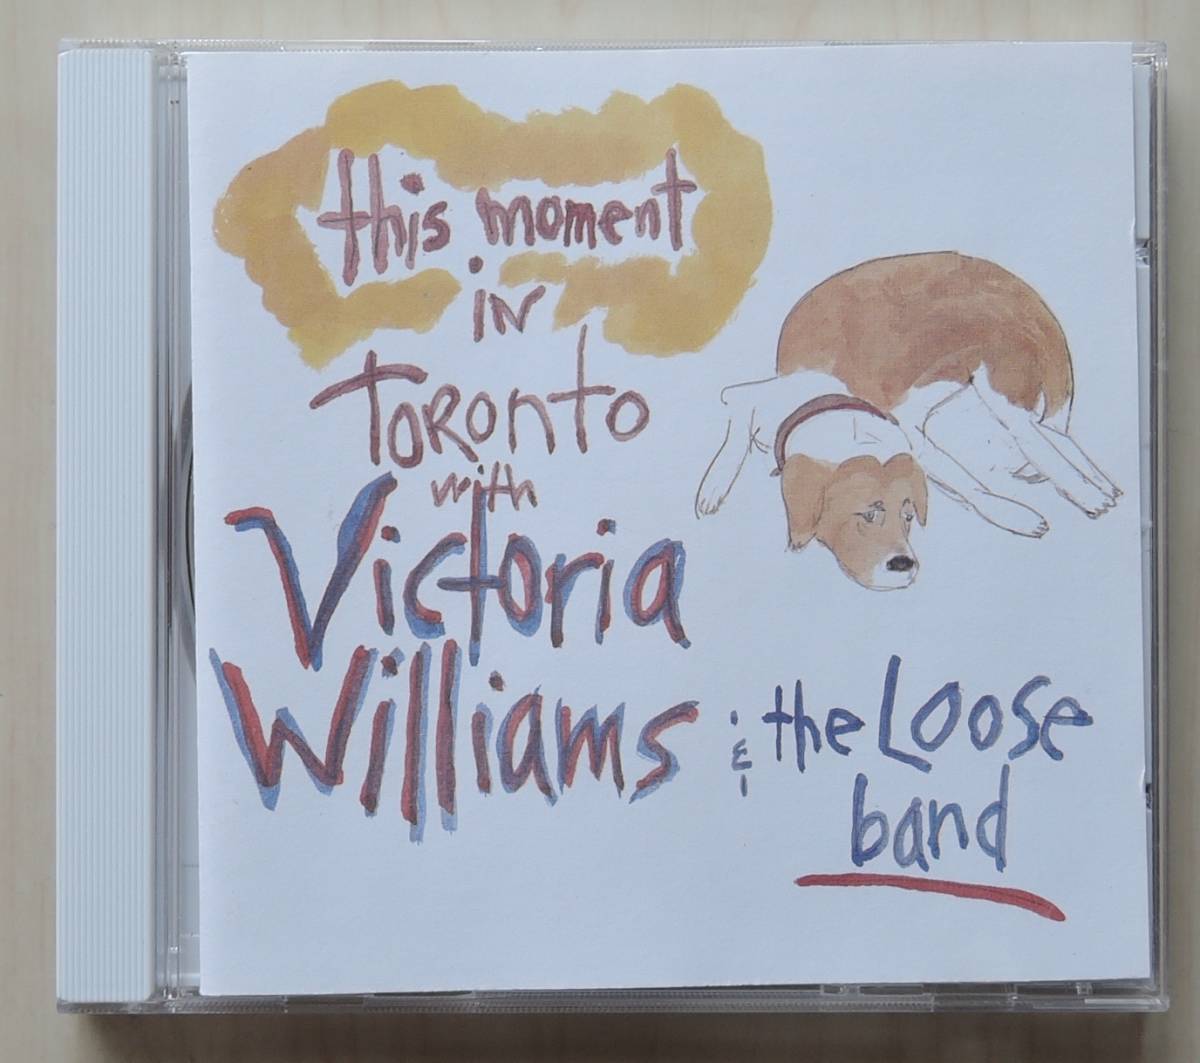 this moment
in
ToRonto
with
Victoria
Williams
& the Loose
band